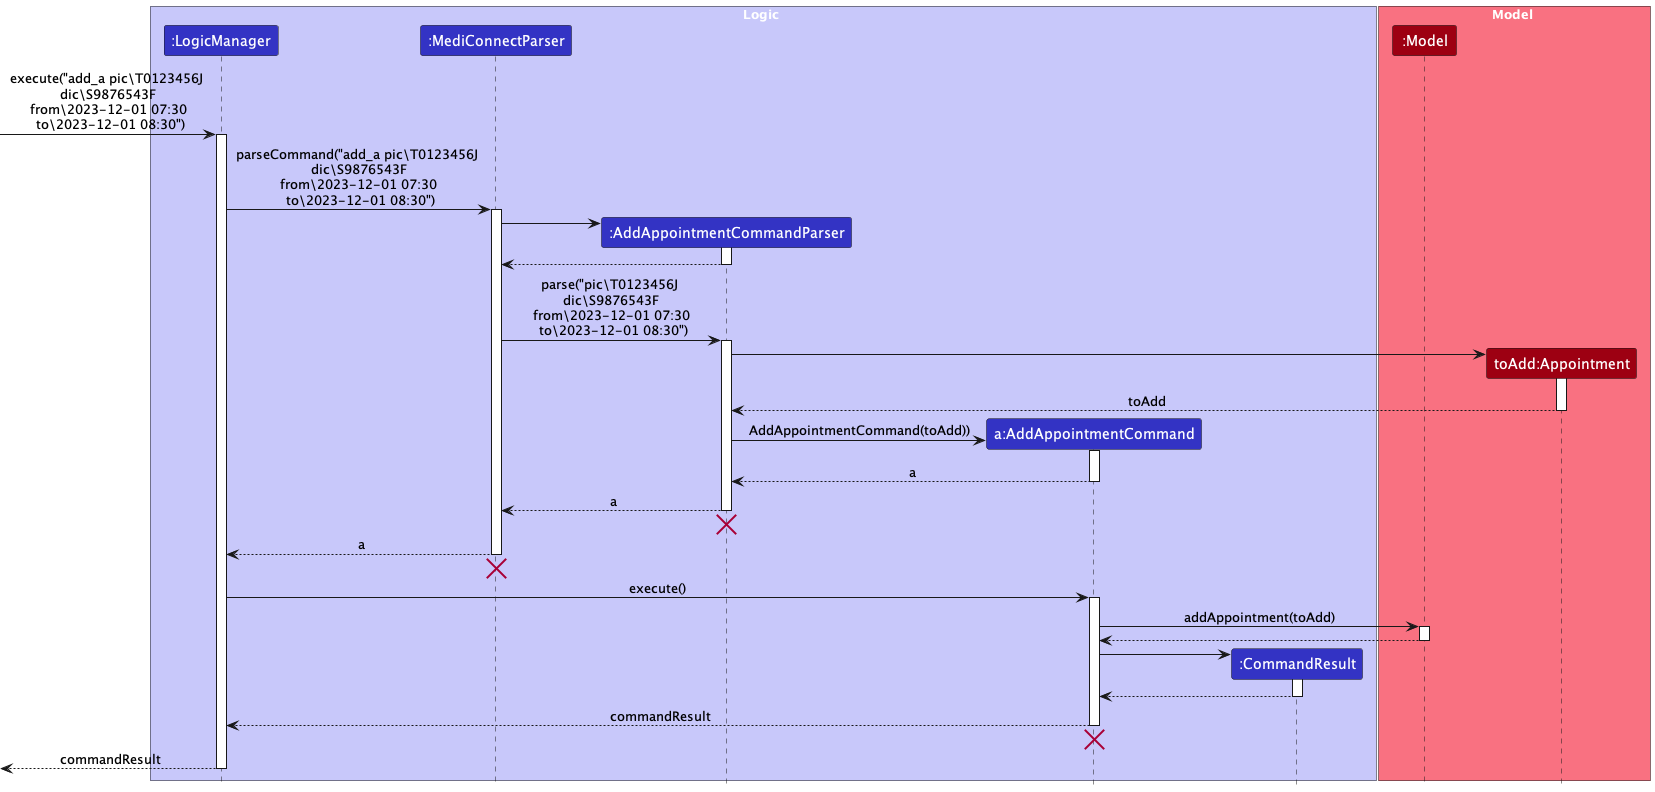 Logic
Model
:LogicManager
:MediConnectParser
:Model
execute("add_a pic\T0123456J
dic\S9876543F
from\2023-12-01 07:30
to\2023-12-01 08:30")
parseCommand("add_a pic\T0123456J
dic\S9876543F
from\2023-12-01 07:30
to\2023-12-01 08:30")
:AddAppointmentCommandParser
parse("pic\T0123456J
dic\S9876543F
from\2023-12-01 07:30
to\2023-12-01 08:30")
toAdd:Appointment
toAdd
AddAppointmentCommand(toAdd))
a:AddAppointmentCommand
a
a
a
execute()
addAppointment(toAdd)
:CommandResult
commandResult
commandResult